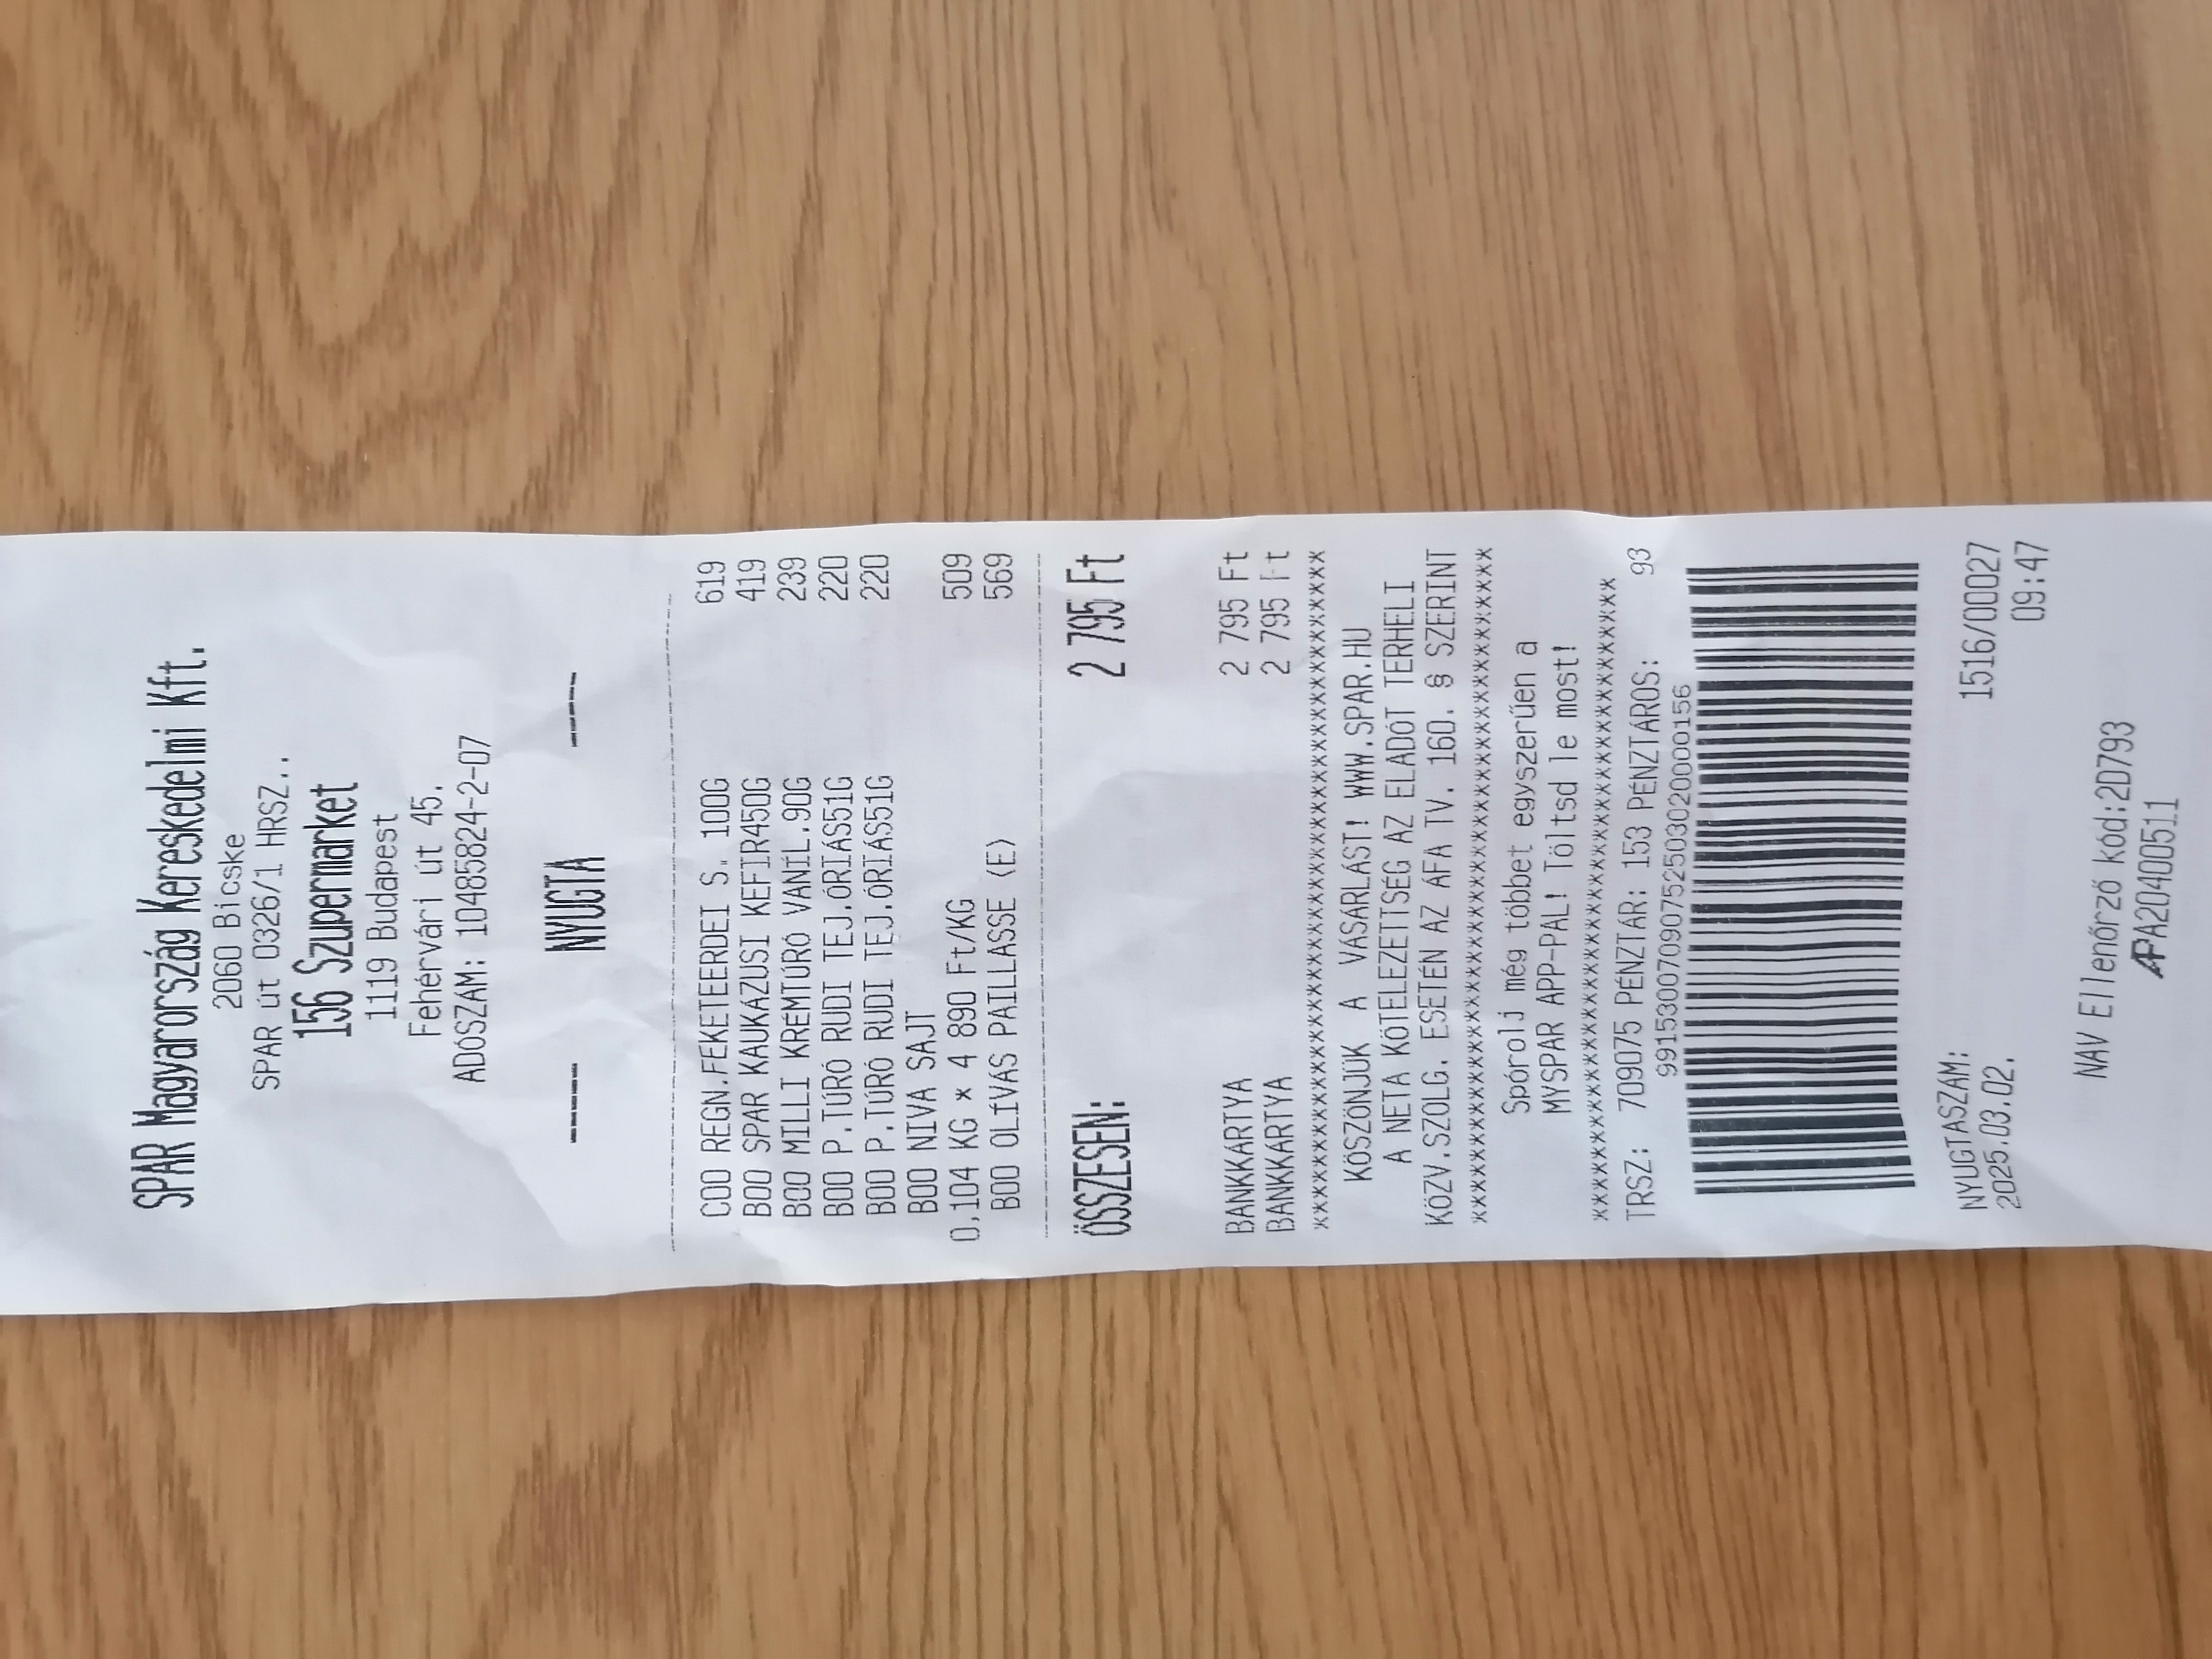 SPAR Magyarország Kereskedelmi Kft.
2060 Bicske
SPAR út 0326/1 HRSZ..
156 Szupermarket
1119 Budapest
Fehérvári út 45.
ADÓSZÁM: 10485824-2-07
---- NYUGTA ----
C00 REGN.FEKETEERDEI S. 100G 619
B00 SPAR KAUKÁZUSI KEFIR450G 419
B00 MILLI KRÉMTÚRÓ VANÍL.90G 239
B00 P.TÚRÓ RUDI TEJ.ÓRIÁS51G 220
B00 P.TÚRÓ RUDI TEJ.ÓRIÁS51G 220
B00 NIVA SAJT
0,104 KG * 4 890 Ft/KG 509
B00 OLÍVÁS PAILLASSE (E) 569
ÖSSZESEN: 2 795 Ft
BANKKÁRTYA 2 795 Ft
BANKKÁRTYA 2 795 Ft
********************************************
KÖSZÖNJÜK A VÁSÁRLÁST! WWW.SPAR.HU
A NETA KÖTELEZETTSÉG AZ ELADÓT TERHELI
KÖZV.SZOLG. ESETÉN AZ ÁFA TV. 160. § SZERINT
********************************************
Spórolj még többet egyszerűen a
MYSPAR APP-PAL! Töltsd le most!
******************************************
TRSZ: 709075 PÉNZTÁR: 153 PÉNZTÁROS: 93
9915300709075250302​0000156
NYUGTASZÁM: 1516/00027
2025.03.02. 09:47
NAV Ellenőrző kód:2D793
APA20400511